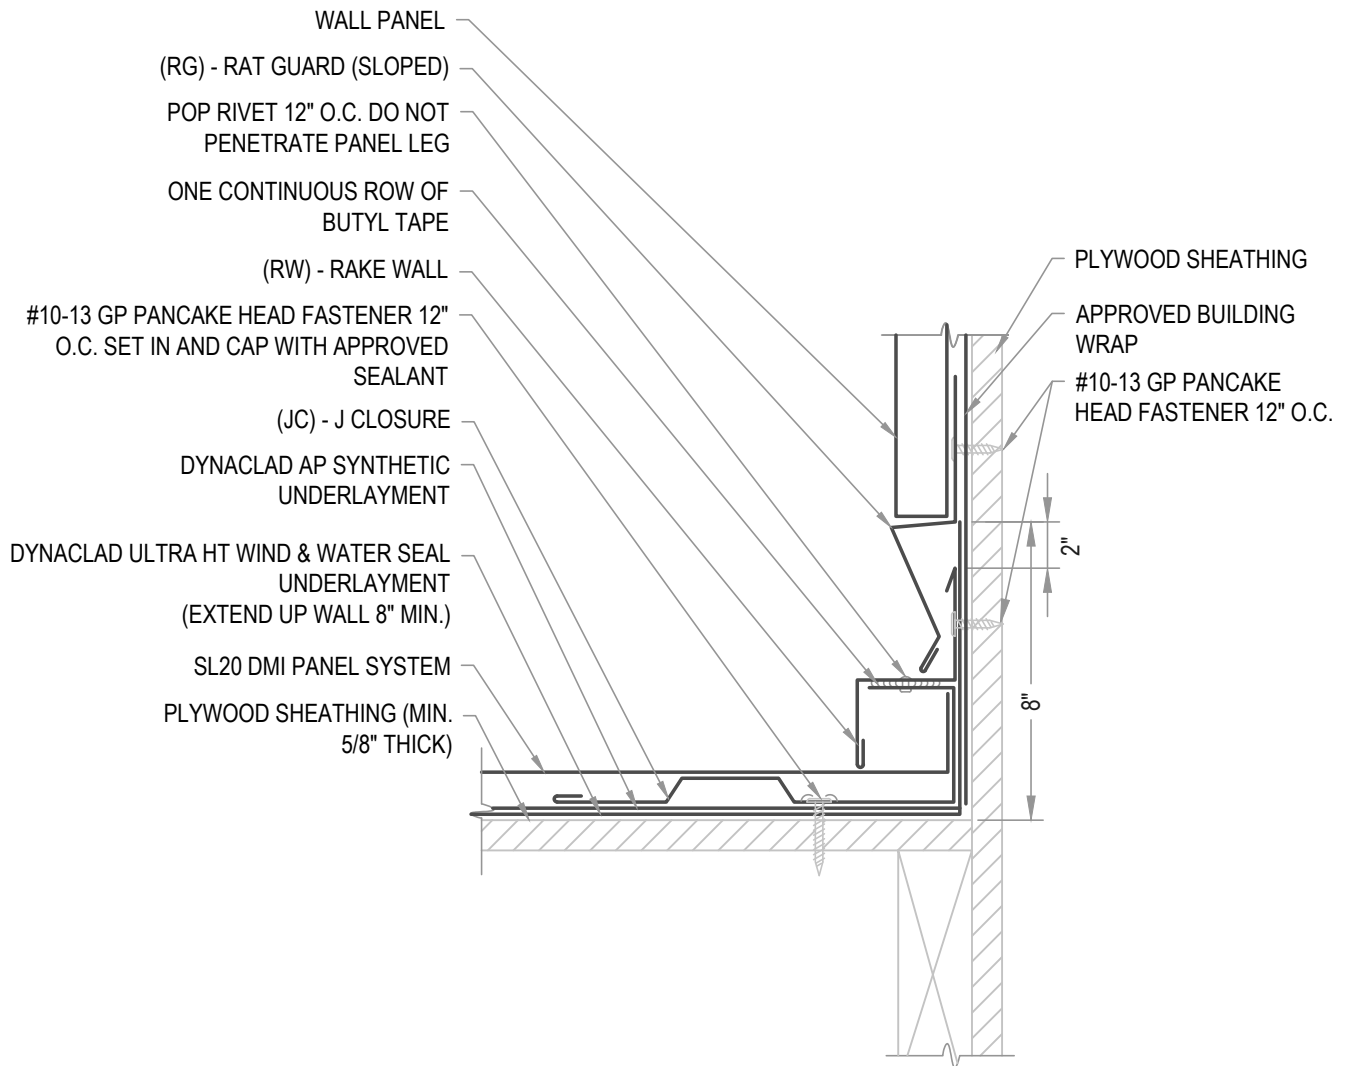 WALL PANEL
(RG) - RAT GUARD (SLOPED)
POP RIVET 12" O.C. DO NOT
PENETRATE PANEL LEG
ONE CONTINUOUS ROW OF
BUTYL TAPE
(RW) - RAKE WALL
#10-13 GP PANCAKE HEAD FASTENER 12"
O.C. SET IN AND CAP WITH APPROVED
SEALANT
(JC) - J CLOSURE
DYNACLAD AP SYNTHETIC
UNDERLAYMENT
DYNACLAD ULTRA HT WIND & WATER SEAL
UNDERLAYMENT
(EXTEND UP WALL 8" MIN.)
SL20 DMI PANEL SYSTEM
PLYWOOD SHEATHING (MIN.
5/8" THICK)
PLYWOOD SHEATHING
APPROVED BUILDING
WRAP
#10-13 GP PANCAKE
HEAD FASTENER 12" O.C.
2"
8"